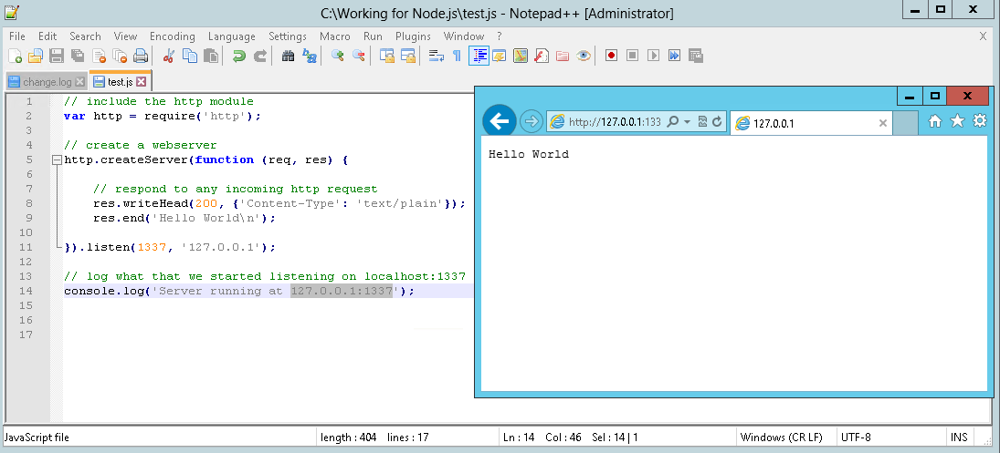 C:\Working for Node.js\test.js - Notepad++ [Administrator]
File Edit Search View Encoding Language Settings Macro Run Plugins Window ? X
change.log test.js
1 // include the http module
2 var http = require('http');
3
4 // create a webserver
5 http.createServer(function (req, res) {
6
7 // respond to any incoming http request
8 res.writeHead(200, {'Content-Type': 'text/plain'});
9 res.end('Hello World\n');
10
11 }).listen(1337, '127.0.0.1');
12
13 // log what that we started listening on localhost:1337
14 console.log('Server running at 127.0.0.1:1337');
15
16
17
http://127.0.0.1:133
127.0.0.1
Hello World
JavaScript file length : 404 lines : 17 Ln : 14 Col : 46 Sel : 14 | 1 Windows (CR LF) UTF-8 INS